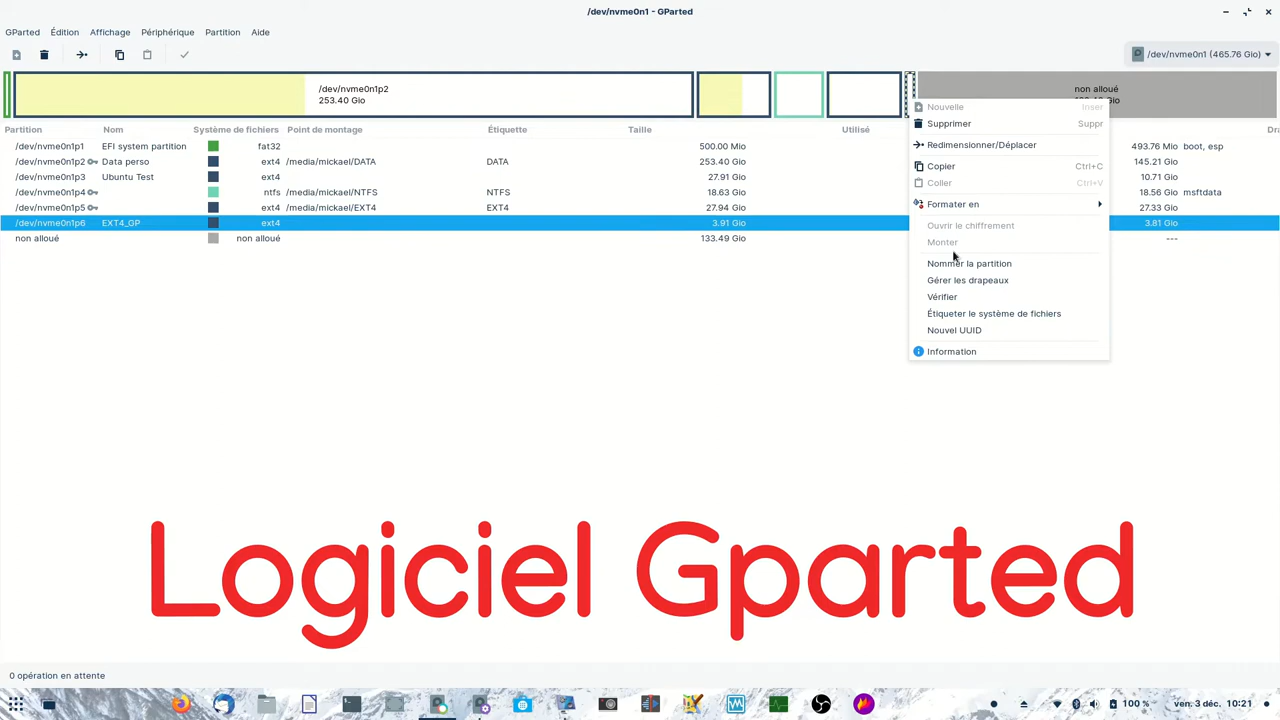 /dev/nvme0n1 - GParted
GParted Édition Affichage Périphérique Partition Aide
/dev/nvme0n1 (465.76 Gio)
/dev/nvme0n1p2
253.40 Gio
non alloué
Partition Nom Système de fichiers Point de montage Étiquette Taille Utilisé
/dev/nvme0n1p1 EFI system partition fat32 500.00 Mio 493.76 Mio boot, esp
/dev/nvme0n1p2 Data perso ext4 /media/mickael/DATA DATA 253.40 Gio 145.21 Gio
/dev/nvme0n1p3 Ubuntu Test ext4 27.91 Gio 10.71 Gio
/dev/nvme0n1p4 ntfs /media/mickael/NTFS NTFS 18.63 Gio 18.56 Gio msftdata
/dev/nvme0n1p5 ext4 /media/mickael/EXT4 EXT4 27.94 Gio 27.33 Gio
/dev/nvme0n1p6 EXT4_GP ext4 3.91 Gio 3.81 Gio
non alloué non alloué 133.49 Gio ---
Nouvelle Inser
Supprimer Suppr
Redimensionner/Déplacer
Copier Ctrl+C
Coller Ctrl+V
Formater en
Ouvrir le chiffrement
Monter
Nommer la partition
Gérer les drapeaux
Vérifier
Étiqueter le système de fichiers
Nouvel UUID
Information
Logiciel Gparted
0 opération en attente
100 % ven. 3 déc. 10:21